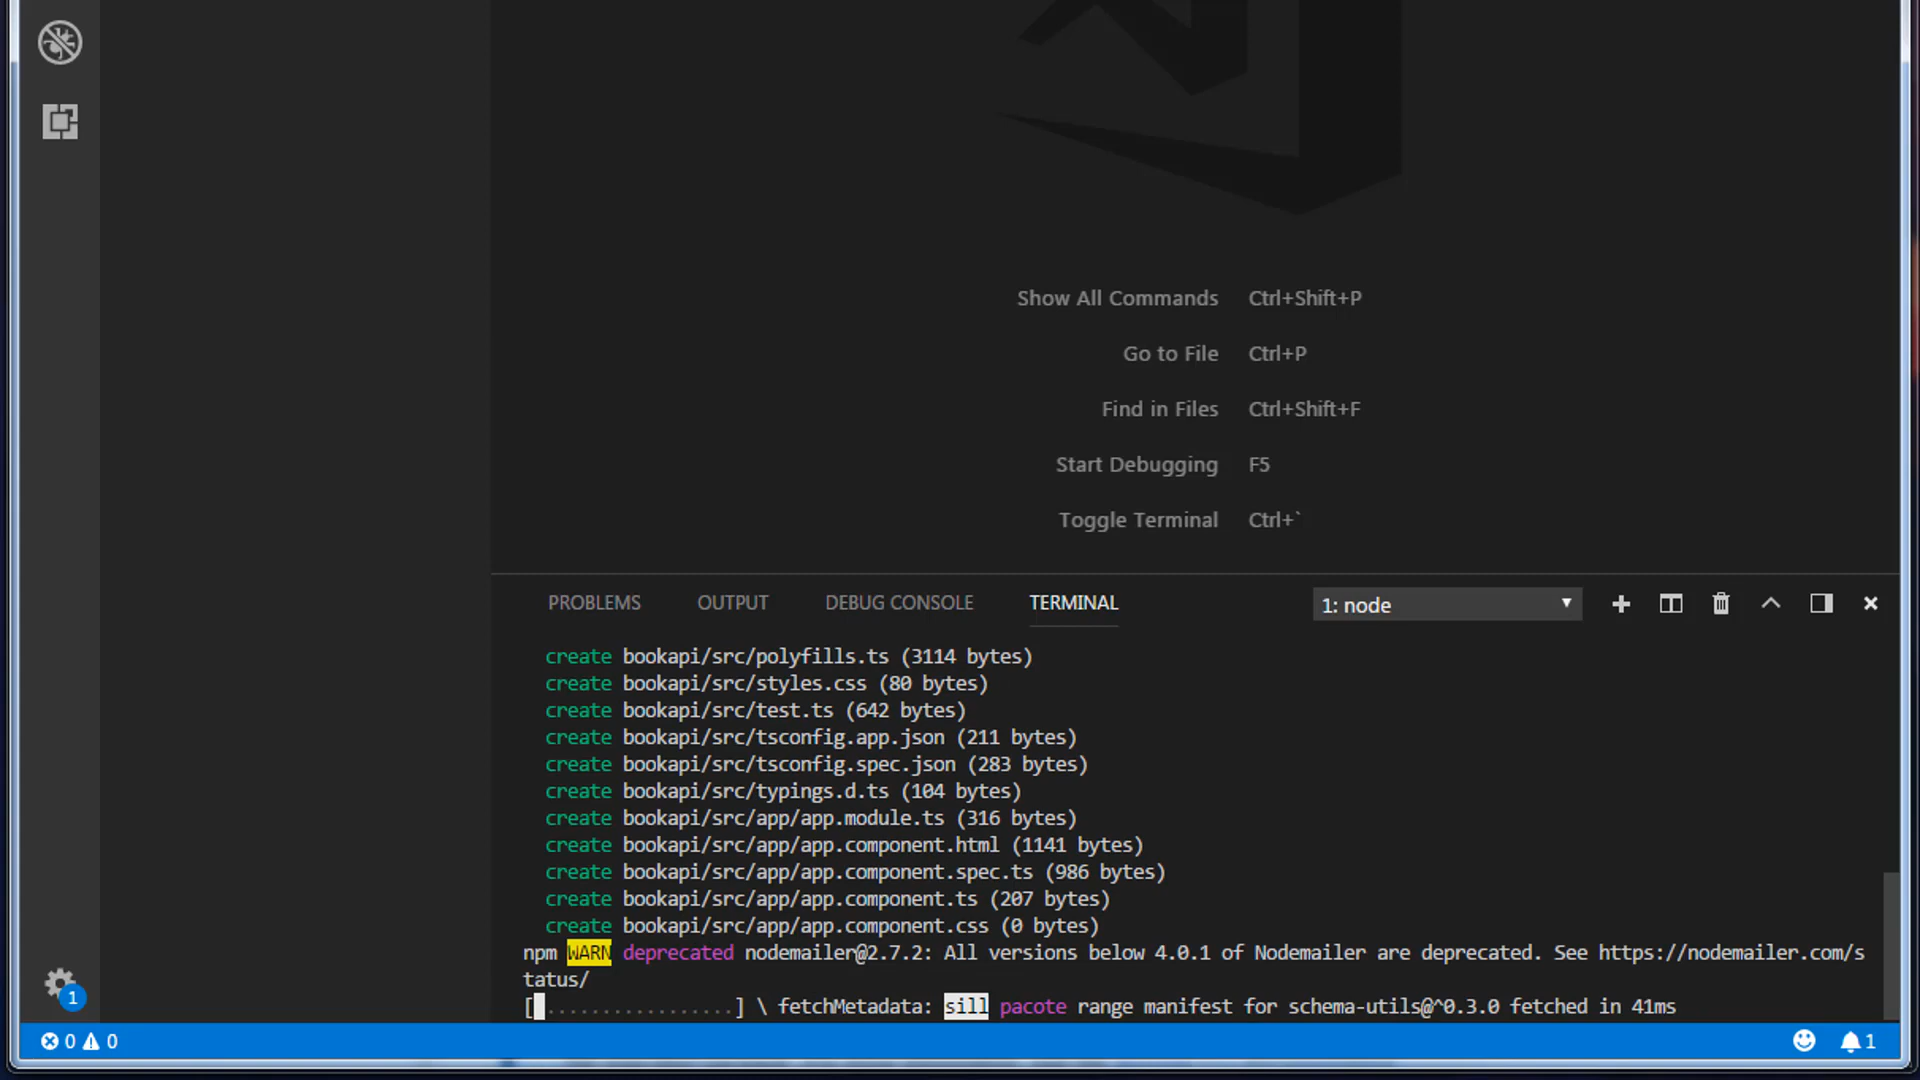 Show All Commands Ctrl+Shift+P
Go to File Ctrl+P
Find in Files Ctrl+Shift+F
Start Debugging F5
Toggle Terminal Ctrl+`
PROBLEMS OUTPUT DEBUG CONSOLE TERMINAL 1: node
create bookapi/src/polyfills.ts (3114 bytes)
create bookapi/src/styles.css (80 bytes)
create bookapi/src/test.ts (642 bytes)
create bookapi/src/tsconfig.app.json (211 bytes)
create bookapi/src/tsconfig.spec.json (283 bytes)
create bookapi/src/typings.d.ts (104 bytes)
create bookapi/src/app/app.module.ts (316 bytes)
create bookapi/src/app/app.component.html (1141 bytes)
create bookapi/src/app/app.component.spec.ts (986 bytes)
create bookapi/src/app/app.component.ts (207 bytes)
create bookapi/src/app/app.component.css (0 bytes)
npm WARN deprecated nodemailer@2.7.2: All versions below 4.0.1 of Nodemailer are deprecated. See https://nodemailer.com/s
tatus/
[.................] \ fetchMetadata: sill pacote range manifest for schema-utils@^0.3.0 fetched in 41ms
1
0 0 1